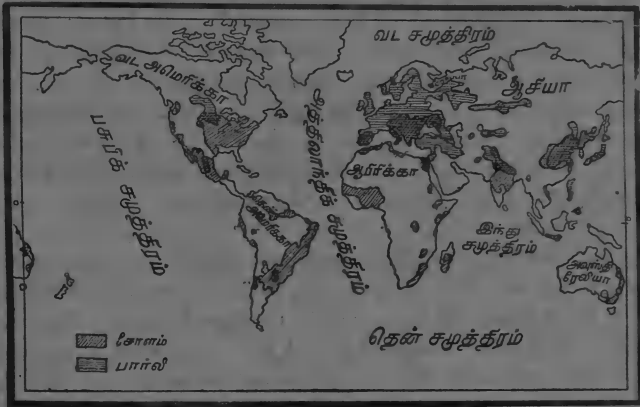 வட சமுத்திரம்
வட அமெரிக்கா
ஆசியா
பசுபிக் சமுத்திரம்
அத்திலாந்திக் சமுத்திரம்
ஆபிரிக்கா
அமெரிக்கா
இந்து
சமுத்திரம்
அவுஸ்தி
ரேலியா
தென் சமுத்திரம்
சோளம்
பார்லி